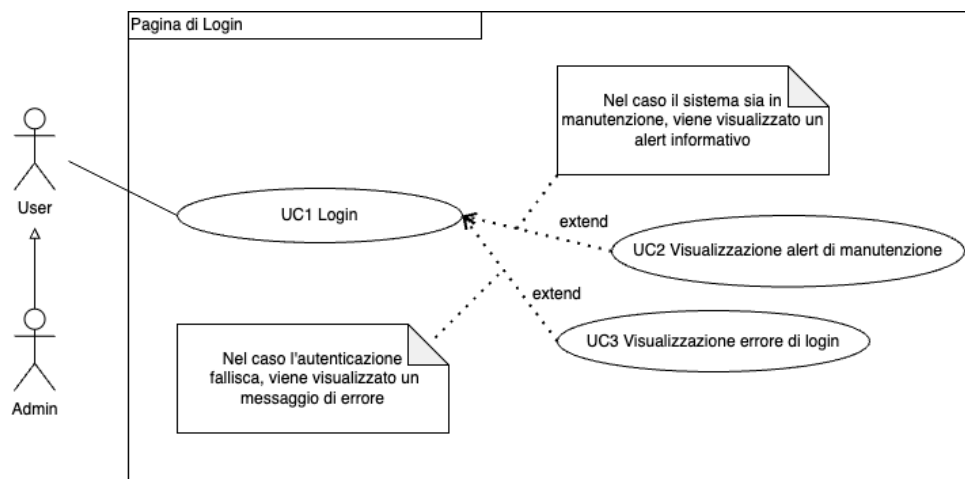 Pagina di Login
Nel caso il sistema sia in
manutenzione, viene visualizzato un
alert informativo
User
UC1 Login
extend
UC2 Visualizzazione alert di manutenzione
extend
UC3 Visualizzazione errore di login
Nel caso l'autenticazione
fallisca, viene visualizzato un
messaggio di errore
Admin